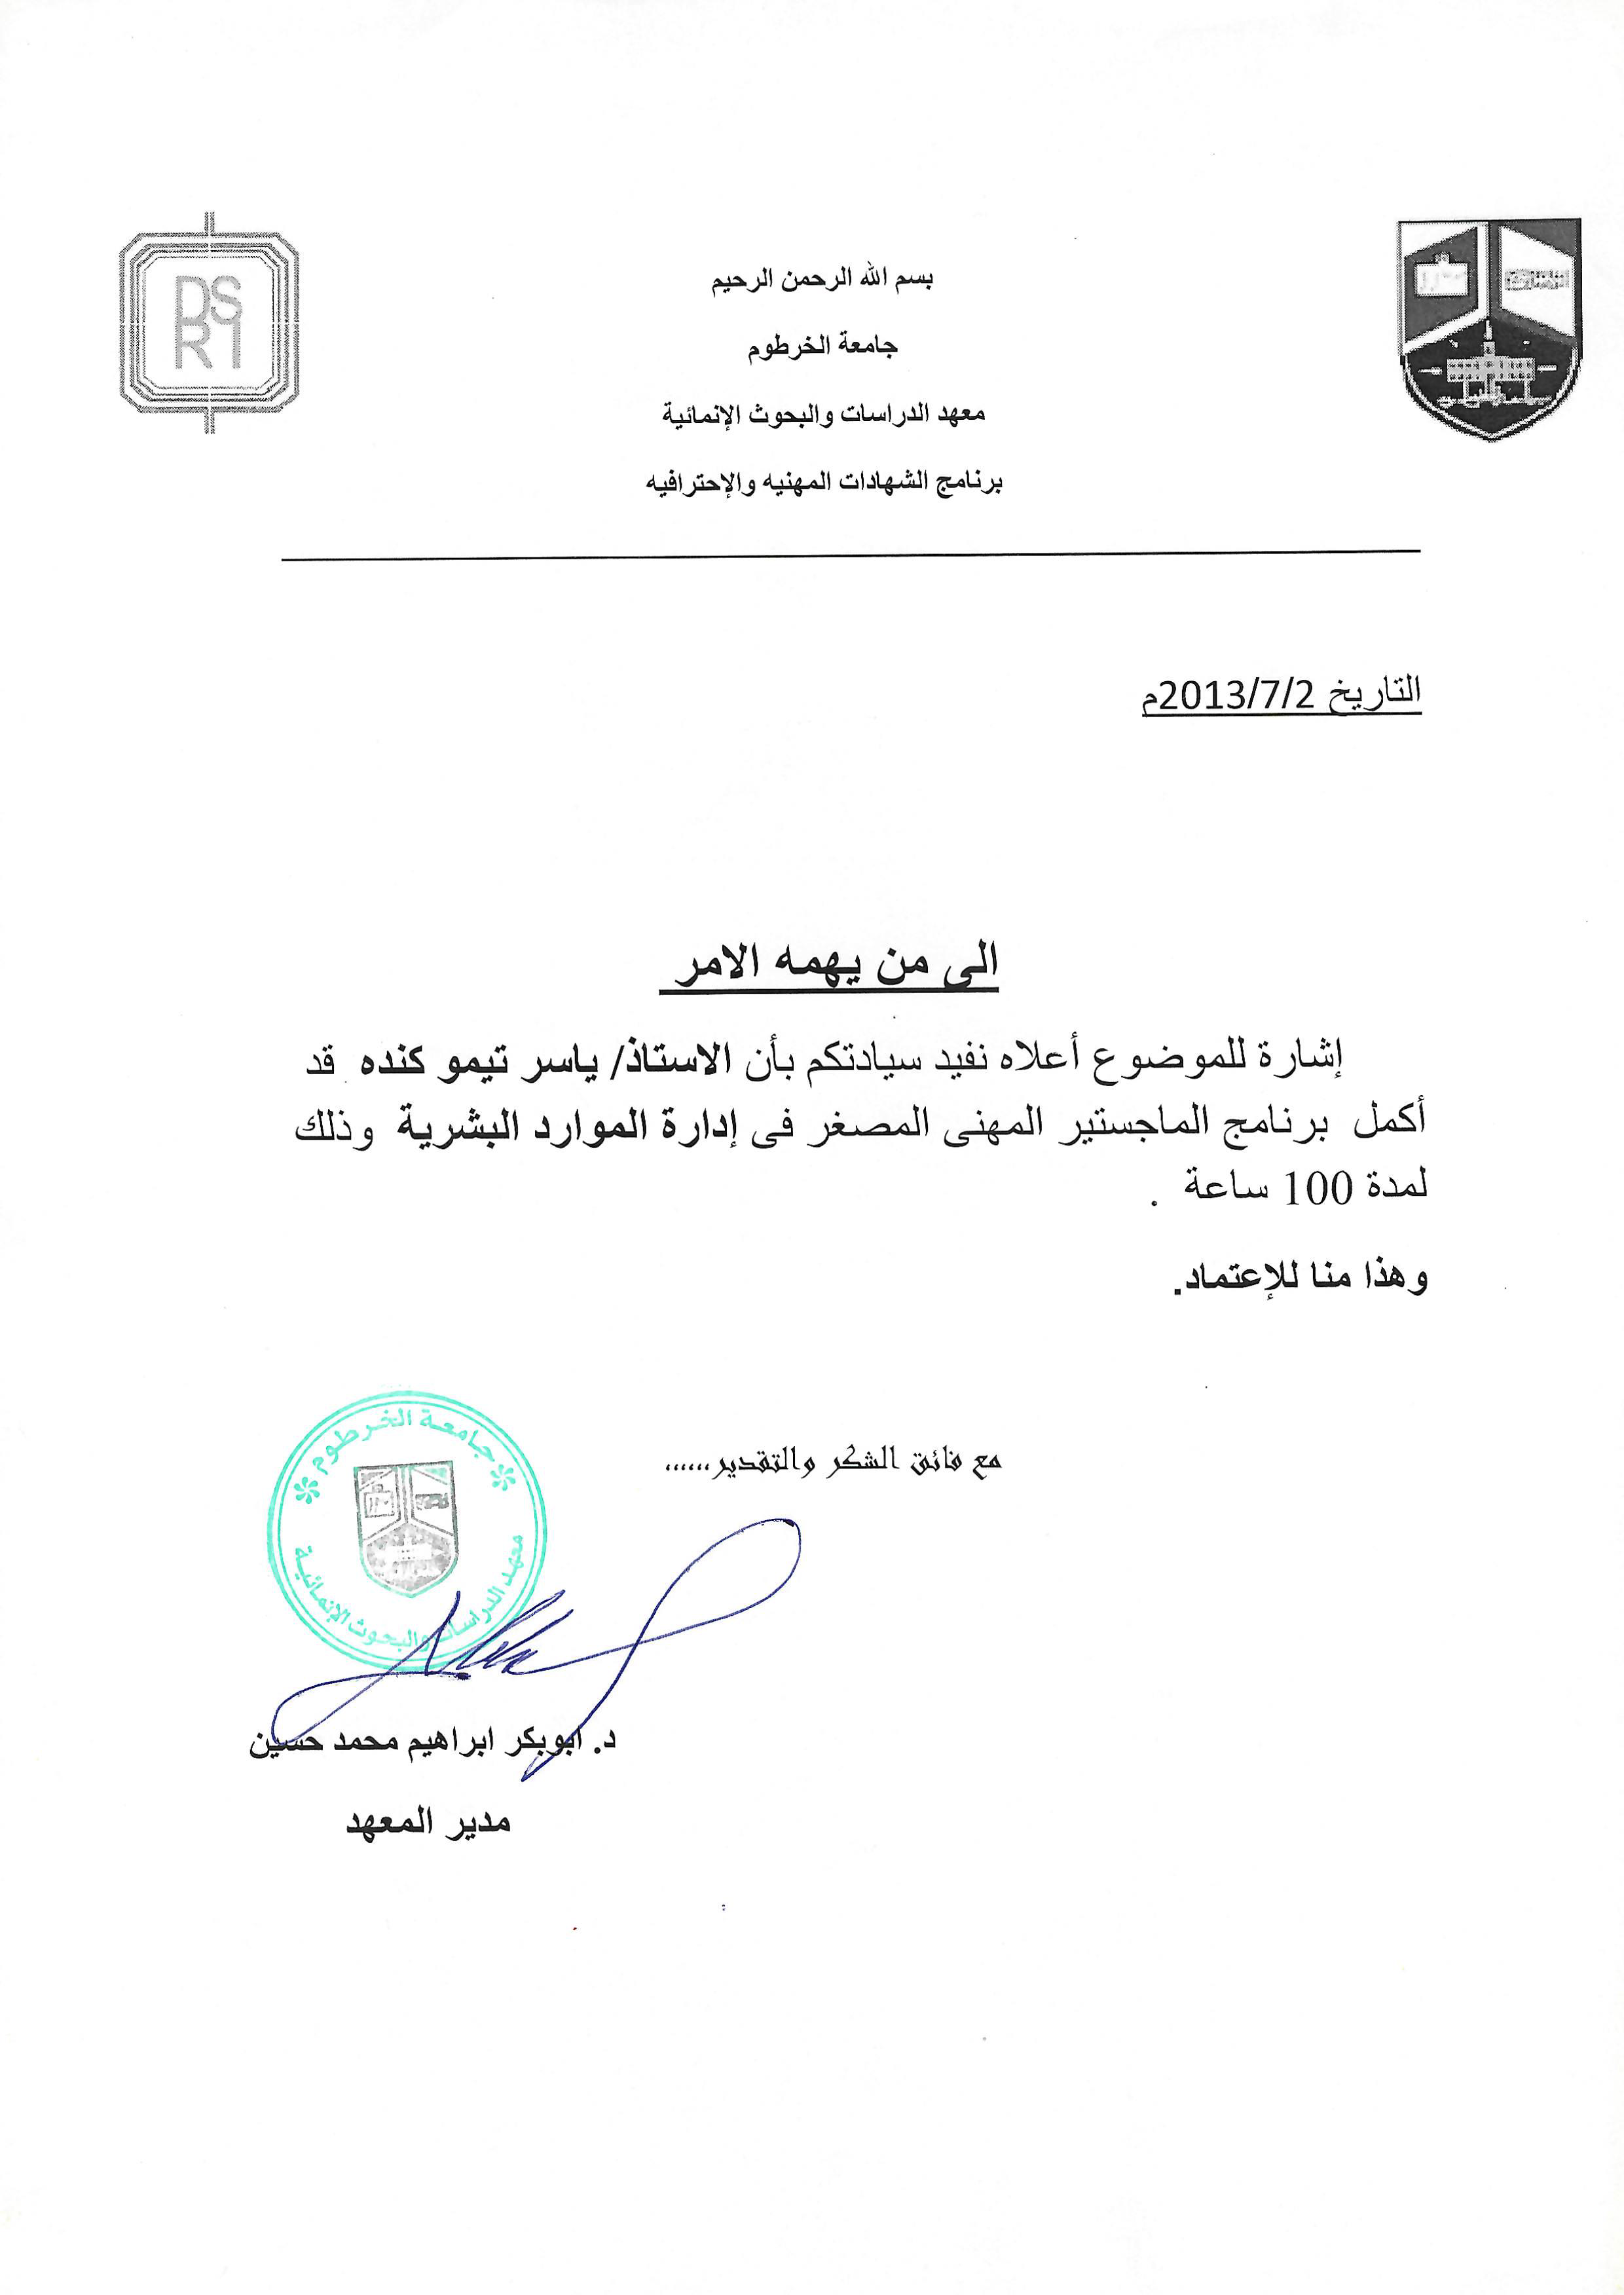 DS
RI
بسم الله الرحمن الرحيم
جامعة الخرطوم
معهد الدراسات والبحوث الإنمائية
برنامج الشهادات المهنيه والإحترافيه
التاريخ 2013/7/2م
الى من يهمه الامر
إشارة للموضوع أعلاه نفيد سيادتكم بأن الاستاذ/ ياسر تيمو كنده قد
أكمل برنامج الماجستير المهنى المصغر فى إدارة الموارد البشرية وذلك
لمدة 100 ساعة .
وهذا منا للإعتماد.
مع فائق الشكر والتقدير......
جامعة الخرطوم
معهد الدراسات والبحوث الإنمائية
د. ابوبكر ابراهيم محمد حسين
مدير المعهد